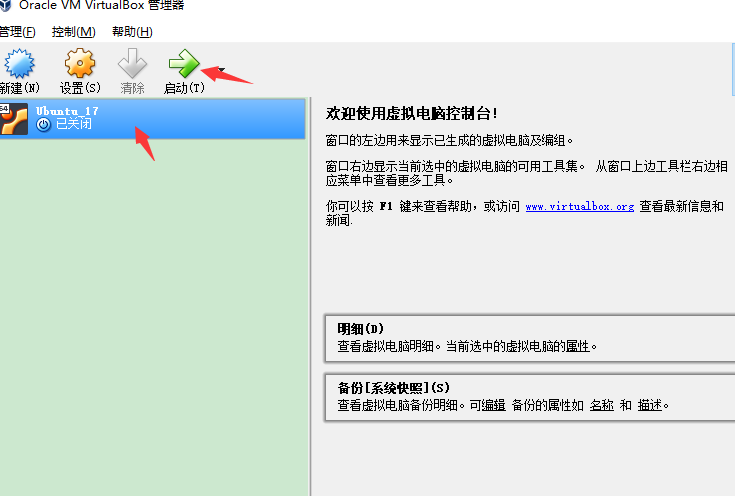 Oracle VM VirtualBox 管理器
管理(F) 控制(M) 帮助(H)
新建(N) 设置(S) 清除 启动(T)
64
Ubuntu_17
已关闭
欢迎使用虚拟电脑控制台!
窗口的左边用来显示已生成的虚拟电脑及编组。
窗口右边显示当前选中的虚拟电脑的可用工具集。 从窗口上边工具栏右边相
应菜单中查看更多工具。
你可以按 F1 键来查看帮助，或访问 www.virtualbox.org 查看最新信息和
新闻.
明细(D)
查看虚拟电脑明细。当前选中的虚拟电脑的属性。
备份[系统快照](S)
查看虚拟电脑备份明细。可编辑 备份的属性如 名称 和 描述。